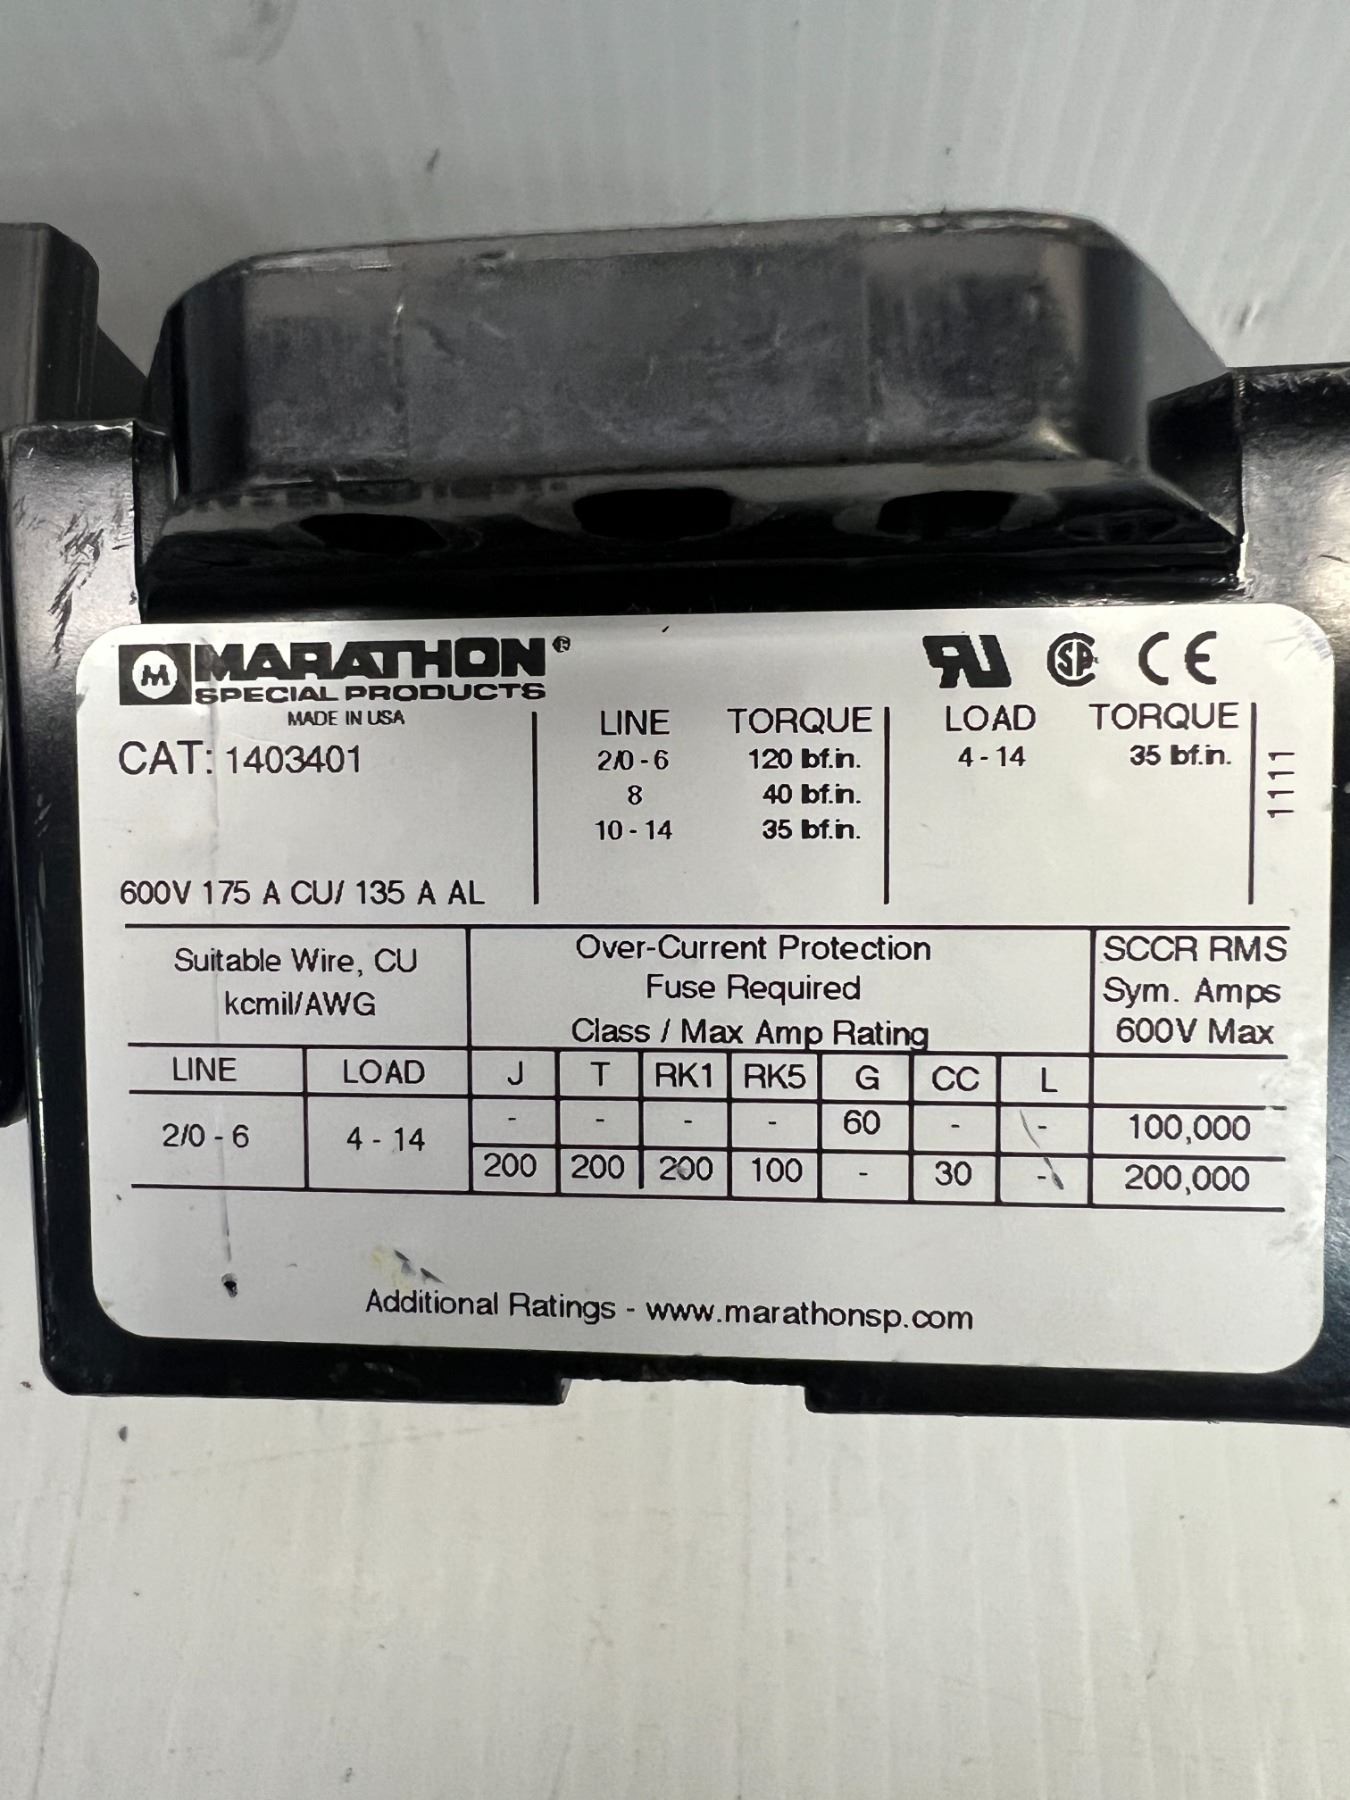 M MARATHON®
SPECIAL PRODUCTS
MADE IN USA
CAT: 1403401
600V 175 A CU/ 135 A AL
LINE TORQUE
2/0 - 6 120 lbf.in.
8 40 lbf.in.
10 - 14 35 lbf.in.
RU SA CE
LOAD TORQUE
4 - 14 35 lbf.in.
1111
Suitable Wire, CU
kcmil/AWG
Over-Current Protection
Fuse Required
Class / Max Amp Rating
SCCR RMS
Sym. Amps
600V Max
LINE LOAD J T RK1 RK5 G CC L
2/0 - 6 4 - 14
- - - - 60 - - 100,000
200 200 200 100 - 30 - 200,000
Additional Ratings - www.marathonsp.com